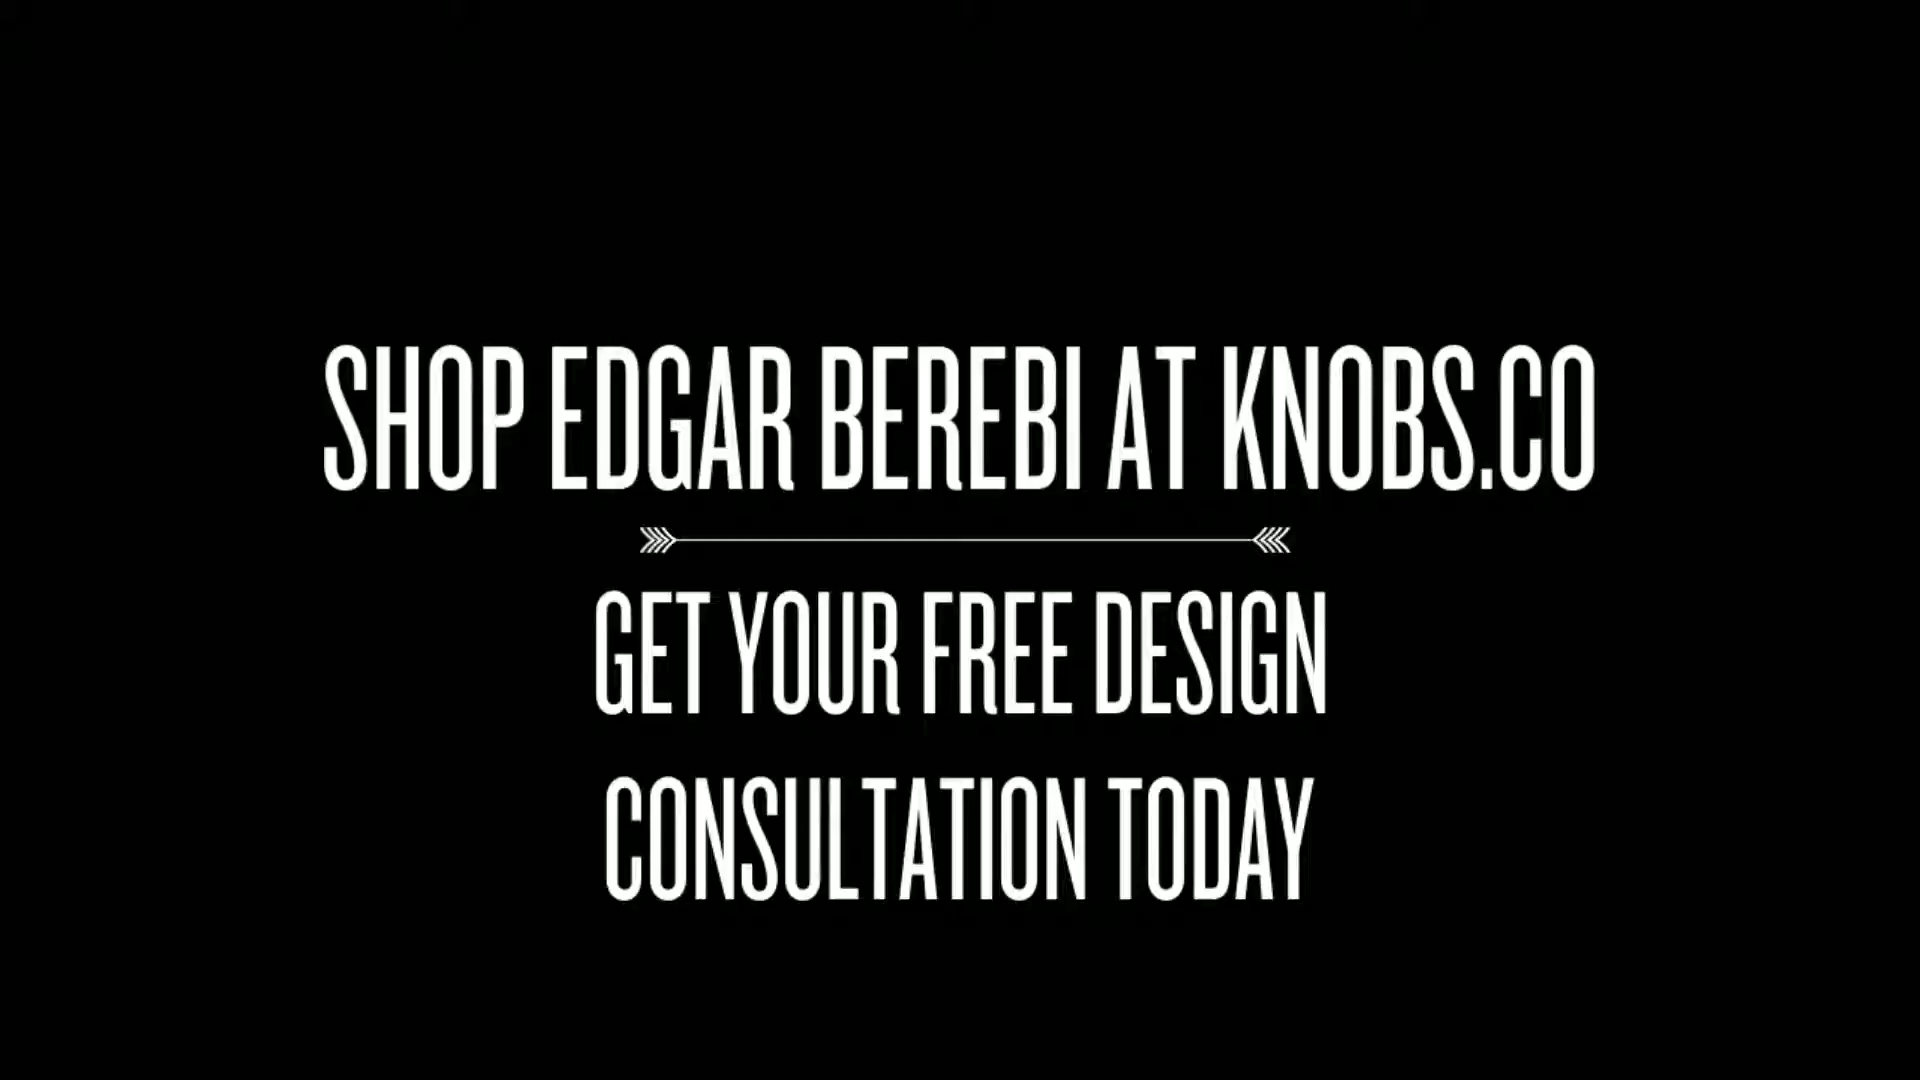 SHOP EDGAR BEREBI AT KNOBS.CO
GET YOUR FREE DESIGN
CONSULTATION TODAY